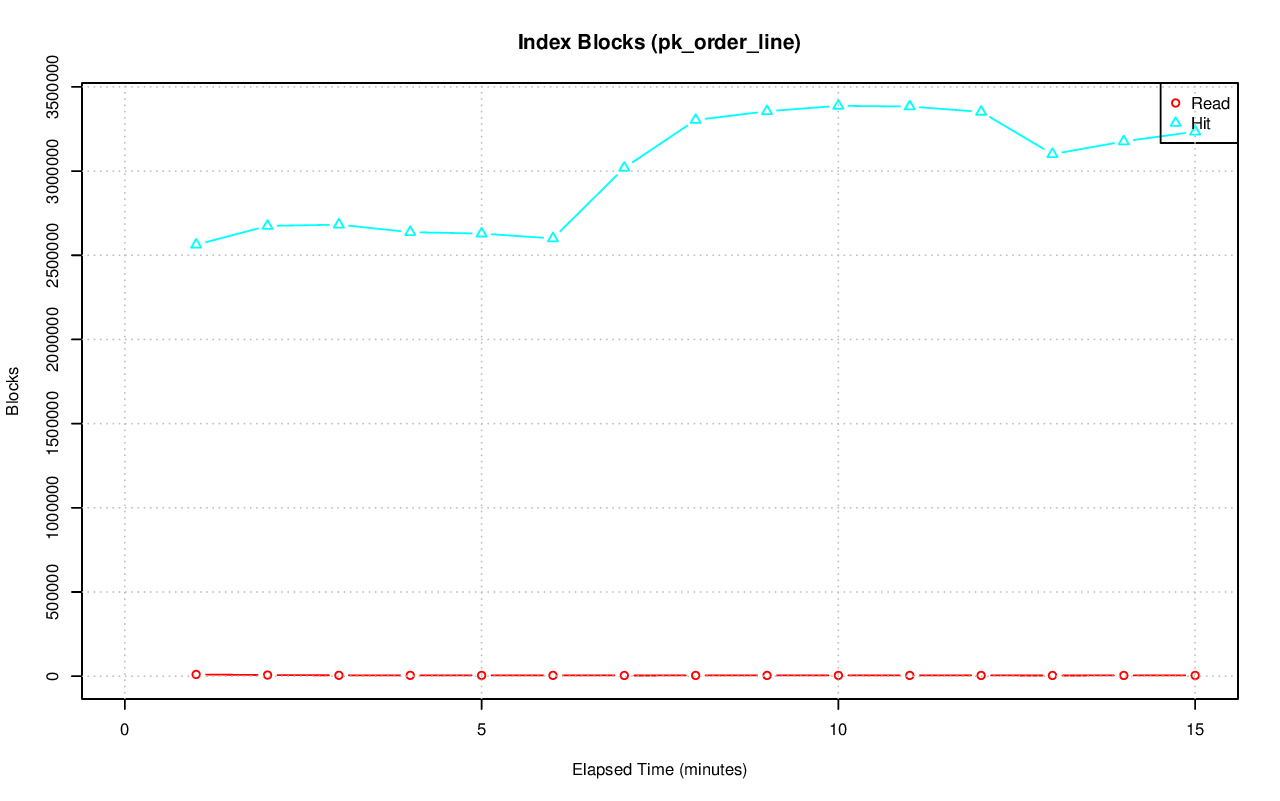 Index Blocks (pk_order_line)
Blocks
3500000
3000000
2500000
2000000
1500000
1000000
500000
0
Read
Hit
0 5 10 15
Elapsed Time (minutes)